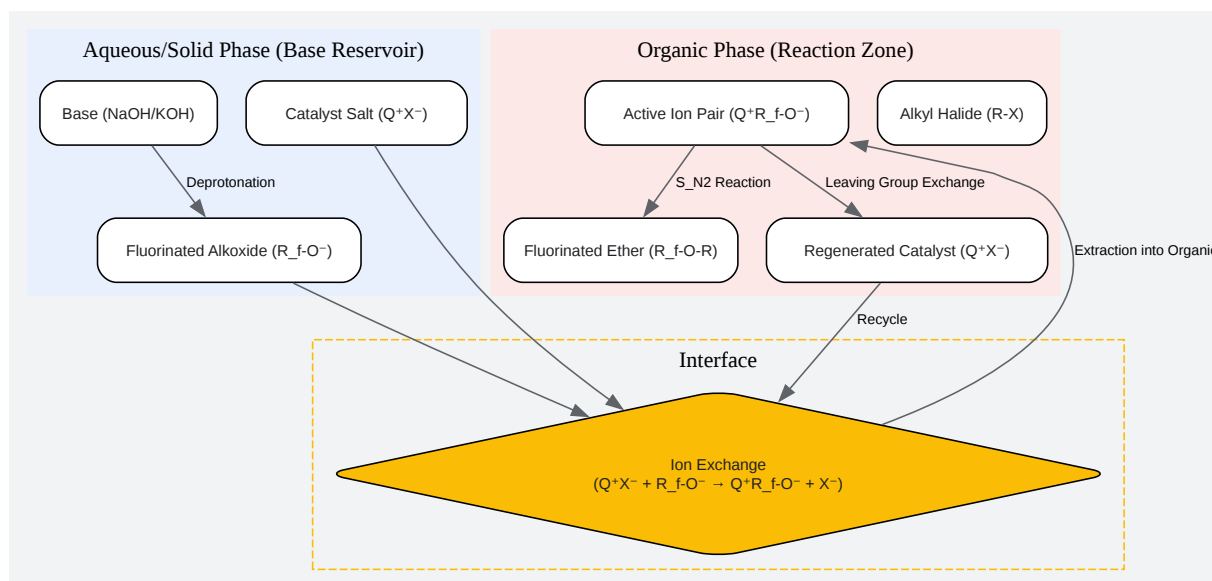 Aqueous/Solid Phase (Base Reservoir)
Organic Phase (Reaction Zone)
Base (NaOH/KOH)
Catalyst Salt (Q⁺X⁻)
Active Ion Pair (Q⁺R_f-O⁻)
Alkyl Halide (R-X)
Deprotonation
S_N2 Reaction
Leaving Group Exchange
Fluorinated Alkoxide (R_f-O⁻)
Fluorinated Ether (R_f-O-R)
Regenerated Catalyst (Q⁺X⁻)
Extraction into Organic
Recycle
Interface
Ion Exchange
(Q⁺X⁻ + R_f-O⁻ → Q⁺R_f-O⁻ + X⁻)